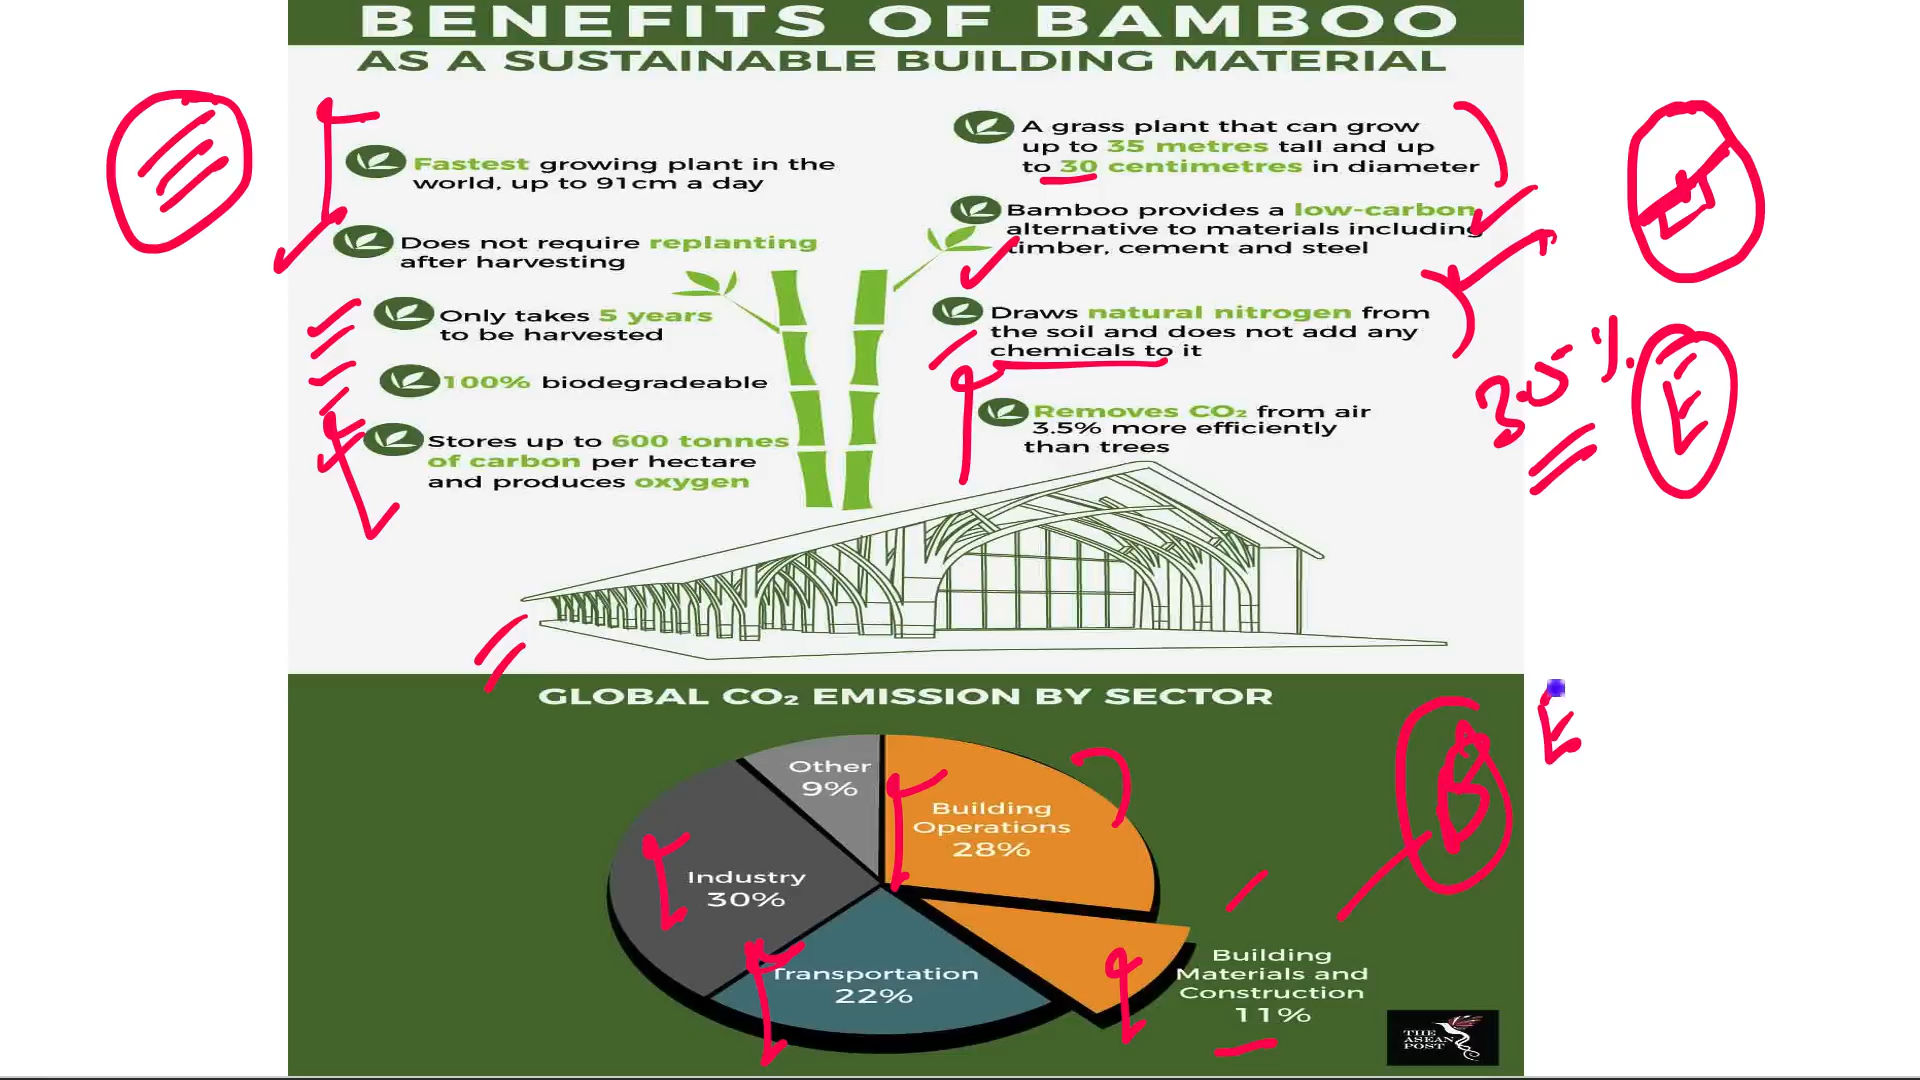 BENEFITS OF BAMBOO
AS A SUSTAINABLE BUILDING MATERIAL
Fastest growing plant in the
world, up to 91cm a day
Does not require replanting
after harvesting
Only takes 5 years
to be harvested
100% biodegradeable
Stores up to 600 tonnes
of carbon per hectare
and produces oxygen
A grass plant that can grow
up to 35 metres tall and up
to 30 centimetres in diameter
Bamboo provides a low-carbon
alternative to materials including
timber, cement and steel
Draws natural nitrogen from
the soil and does not add any
chemicals to it
Removes CO₂ from air
3.5% more efficiently
than trees
3.5%
E
GLOBAL CO₂ EMISSION BY SECTOR
Other
9%
Building
Operations
28%
Industry
30%
Transportation
22%
Building
Materials and
Construction
11%
B
E
THE
ASEAN
POST